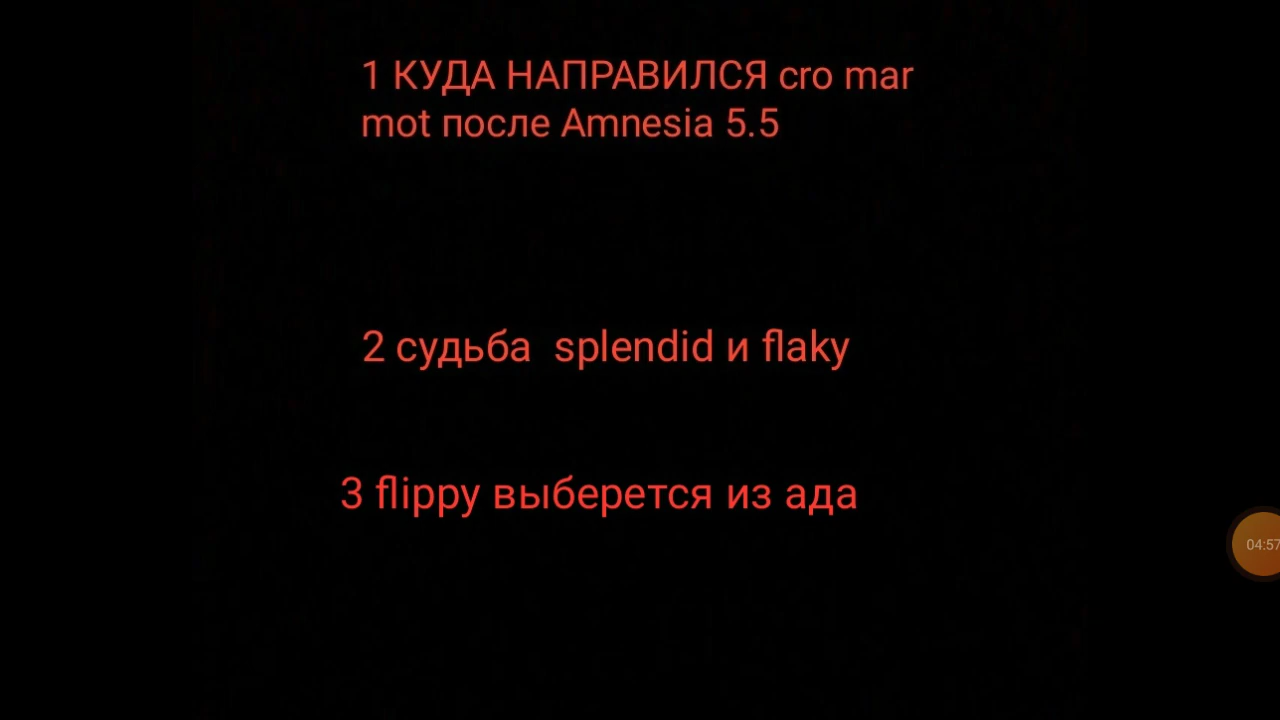 1 КУДА НАПРАВИЛСЯ cro mar
mot после Amnesia 5.5
2 судьба  splendid и flaky
3 flippy выберется из ада
04:57